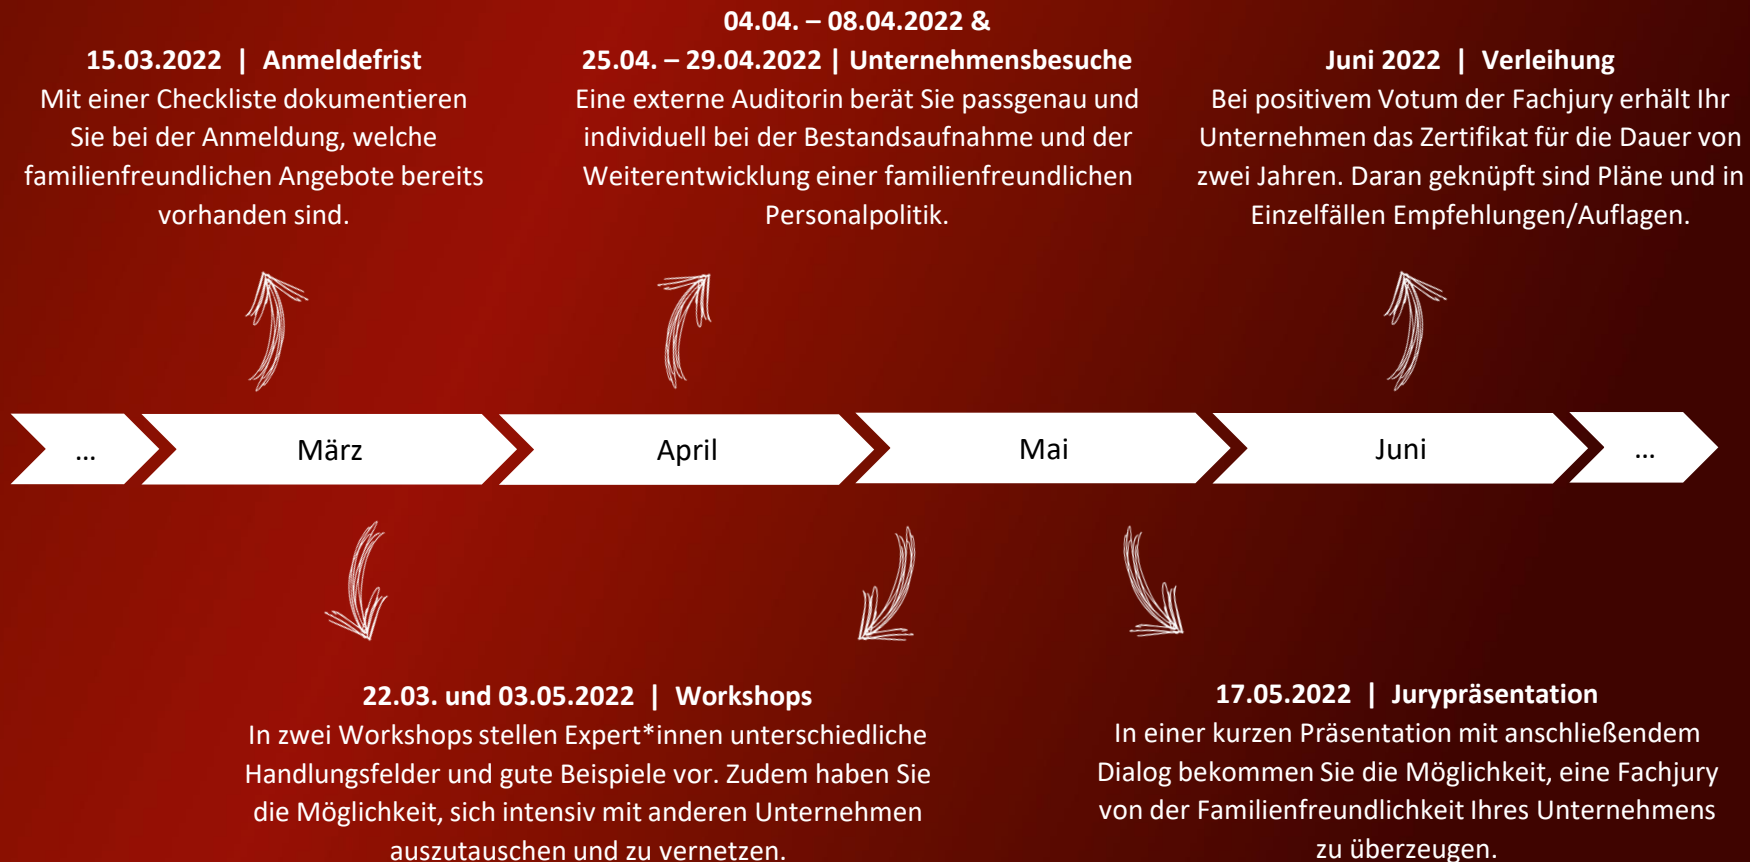 15.03.2022 | Anmeldefrist
Mit einer Checkliste dokumentieren
Sie bei der Anmeldung, welche
familienfreundlichen Angebote bereits
vorhanden sind.
04.04. – 08.04.2022 &
25.04. – 29.04.2022 | Unternehmensbesuche
Eine externe Auditorin berät Sie passgenau und
individuell bei der Bestandsaufnahme und der
Weiterentwicklung einer familienfreundlichen
Personalpolitik.
Juni 2022 | Verleihung
Bei positivem Votum der Fachjury erhält Ihr
Unternehmen das Zertifikat für die Dauer von
zwei Jahren. Daran geknüpft sind Pläne und in
Einzelfällen Empfehlungen/Auflagen.
...
März
April
Mai
Juni
...
22.03. und 03.05.2022 | Workshops
In zwei Workshops stellen Expert*innen unterschiedliche
Handlungsfelder und gute Beispiele vor. Zudem haben Sie
die Möglichkeit, sich intensiv mit anderen Unternehmen
auszutauschen und zu vernetzen.
17.05.2022 | Jurypräsentation
In einer kurzen Präsentation mit anschließendem
Dialog bekommen Sie die Möglichkeit, eine Fachjury
von der Familienfreundlichkeit Ihres Unternehmens
zu überzeugen.